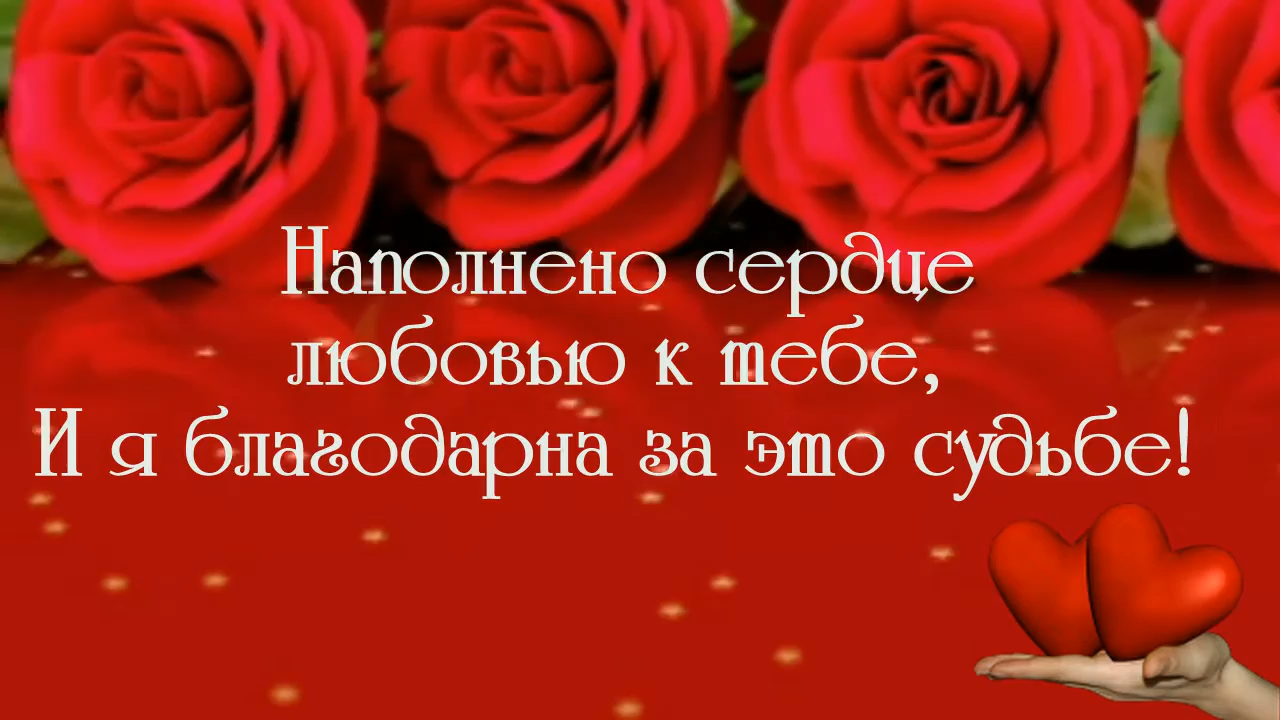 Наполнено сердце
любовью к тебе,
И я благодарна за это судьбе!